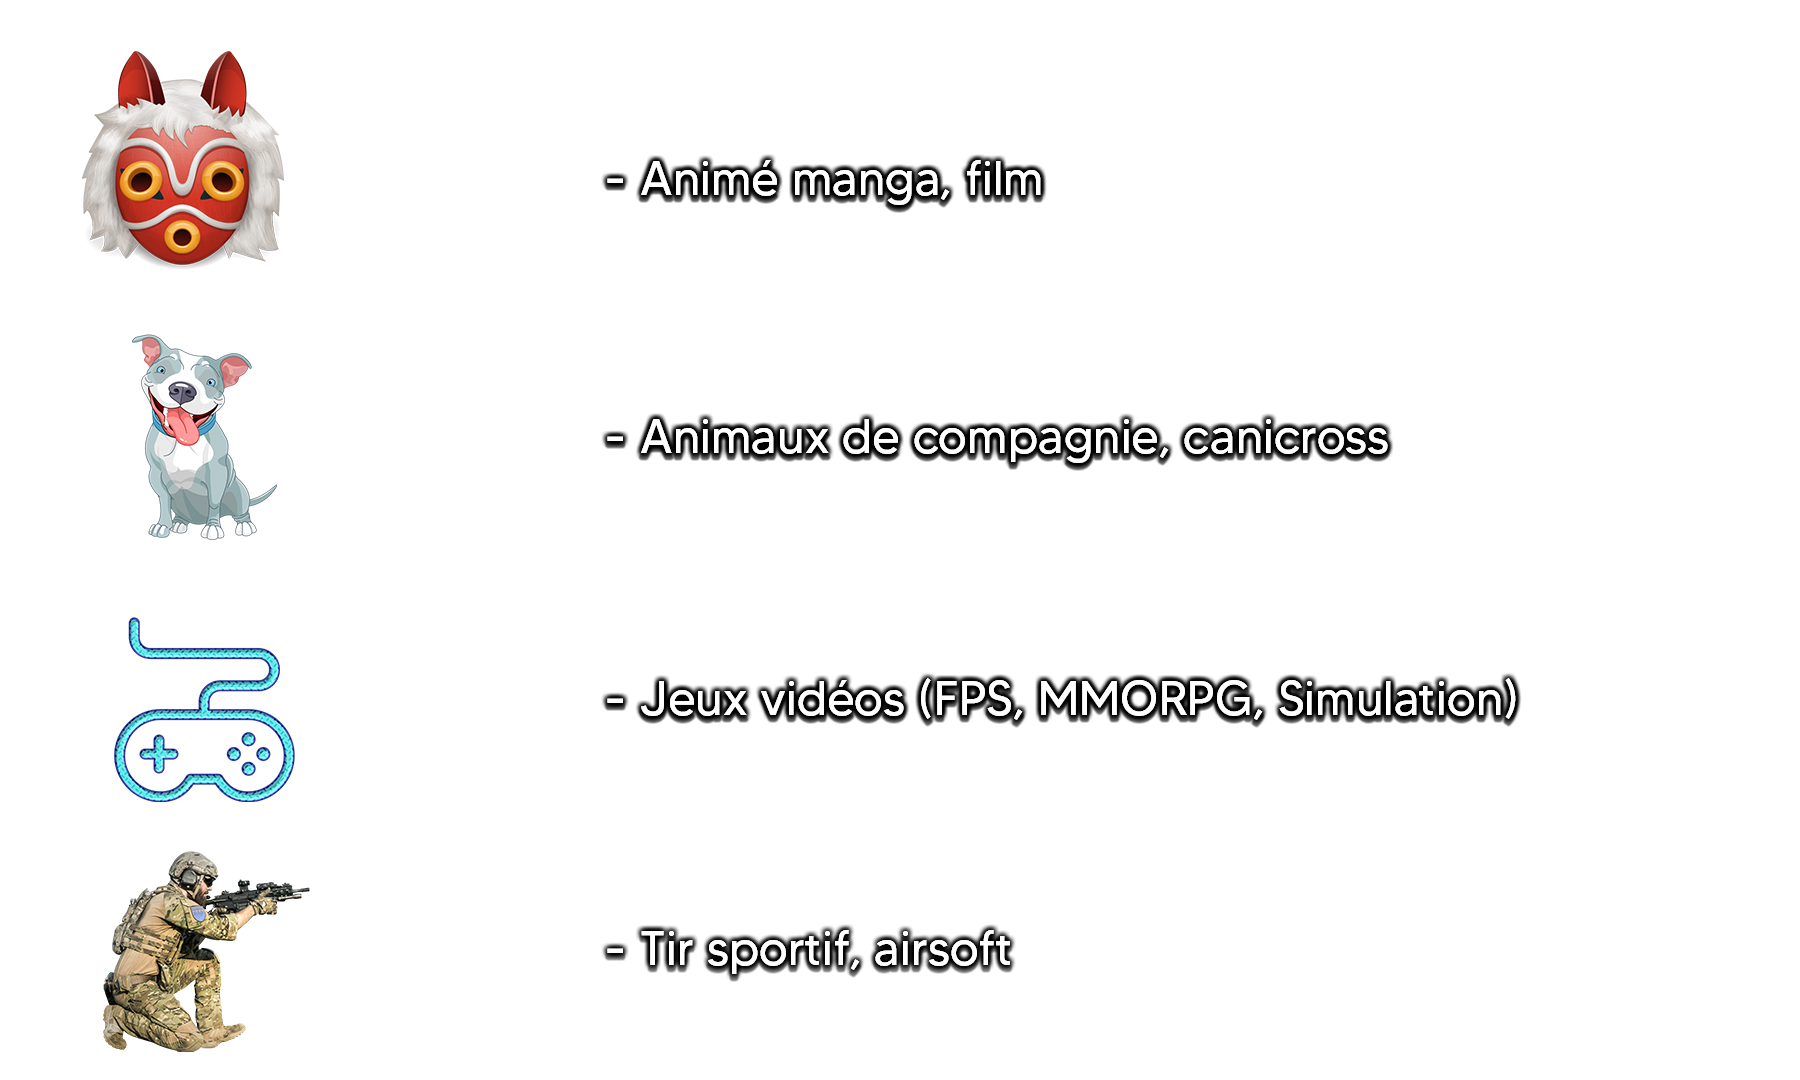 - Animé manga, film
- Animaux de compagnie, canicross
- Jeux vidéos (FPS, MMORPG, Simulation)
- Tir sportif, airsoft